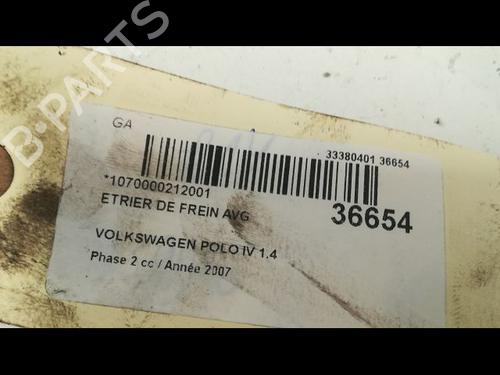 B-PARTS
GA
33380401 36654
*1070000212001
ETRIER DE FREIN AVG
36654
VOLKSWAGEN POLO IV 1.4
Phase 2 cc / Année 2007